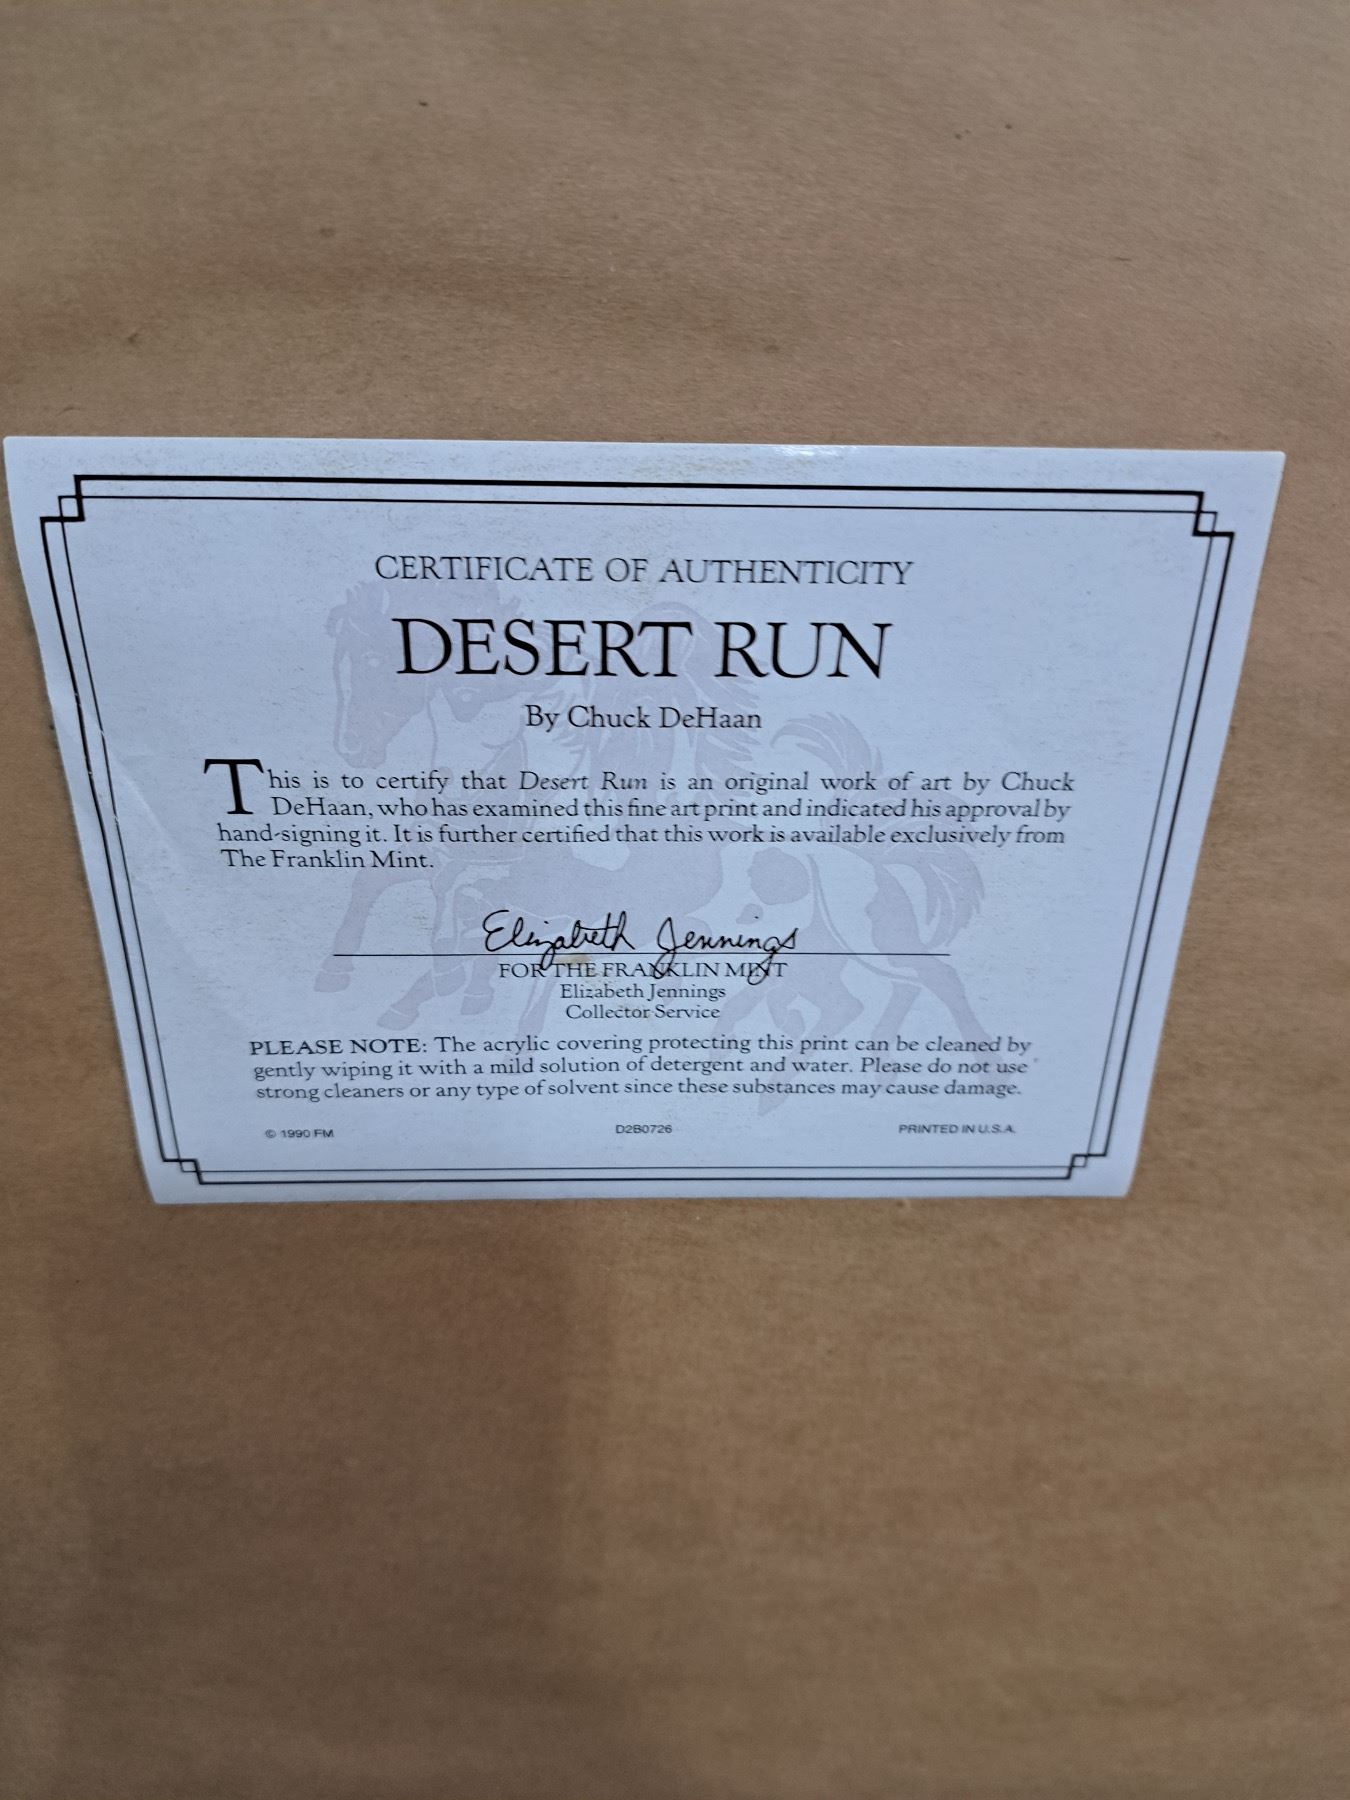 CERTIFICATE OF AUTHENTICITY
DESERT RUN
By Chuck DeHaan
This is to certify that Desert Run is an original work of art by Chuck
DeHaan, who has examined this fine art print and indicated his approval by
hand-signing it. It is further certified that this work is available exclusively from
The Franklin Mint.
Elizabeth Jennings
FOR THE FRANKLIN MINT
Elizabeth Jennings
Collector Service
PLEASE NOTE: The acrylic covering protecting this print can be cleaned by
gently wiping it with a mild solution of detergent and water. Please do not use
strong cleaners or any type of solvent since these substances may cause damage.
© 1990 FM D2B0726 PRINTED IN U.S.A.